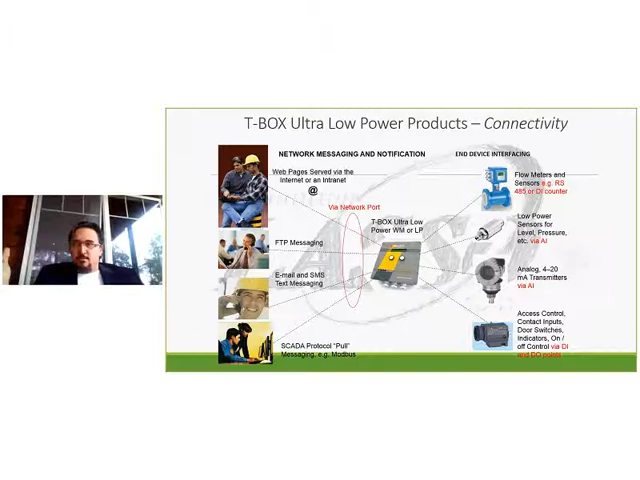 T-BOX Ultra Low Power Products – Connectivity
NETWORK MESSAGING AND NOTIFICATION
END DEVICE INTERFACING
Web Pages Served via the
Internet or an Intranet
@
Via Network Port
T-BOX Ultra Low
Power WM or LP
FTP Messaging
E-mail and SMS
Text Messaging
SCADA Protocol "Pull"
Messaging, e.g. Modbus
Flow Meters and
Sensors e.g. RS
485 or DI counter
Low Power
Sensors for
Level, Pressure,
etc. via AI
Analog, 4–20
mA Transmitters
via AI
Access Control,
Contact Inputs,
Door Switches,
Indicators, On /
off Control via DI
and DO points